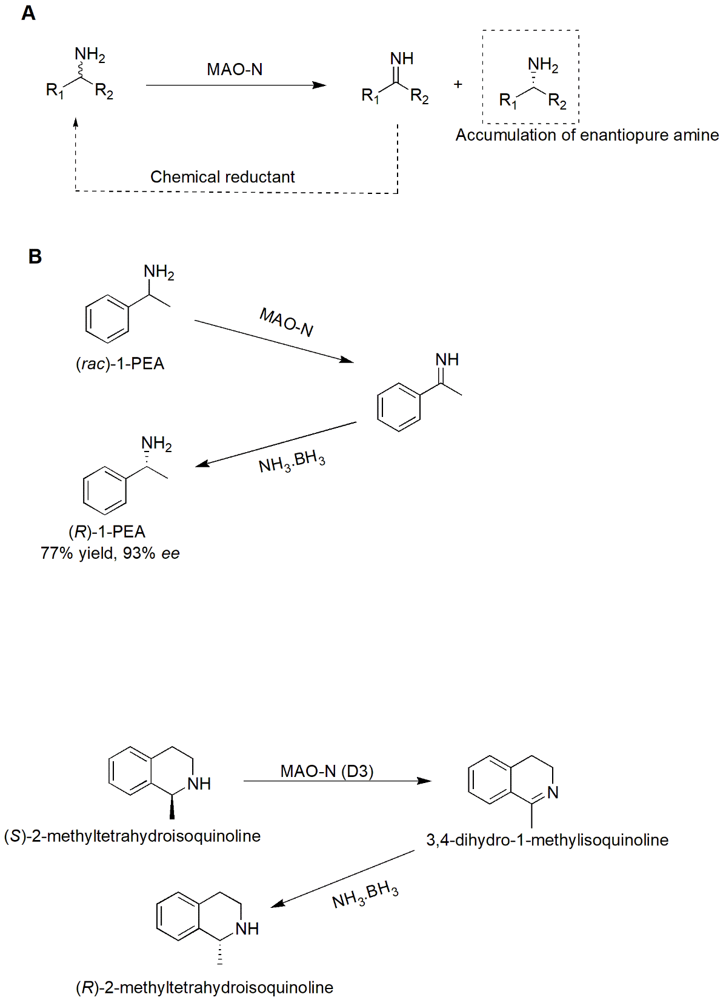 A
NH2
R1 R2
MAO-N
NH
R1 R2
+
NH2
R1 R2
Accumulation of enantiopure amine
Chemical reductant
B
NH2
(rac)-1-PEA
MAO-N
NH
NH3.BH3
NH2
(R)-1-PEA
77% yield, 93% ee
NH
(S)-2-methyltetrahydroisoquinoline
MAO-N (D3)
N
3,4-dihydro-1-methylisoquinoline
NH3.BH3
NH
(R)-2-methyltetrahydroisoquinoline